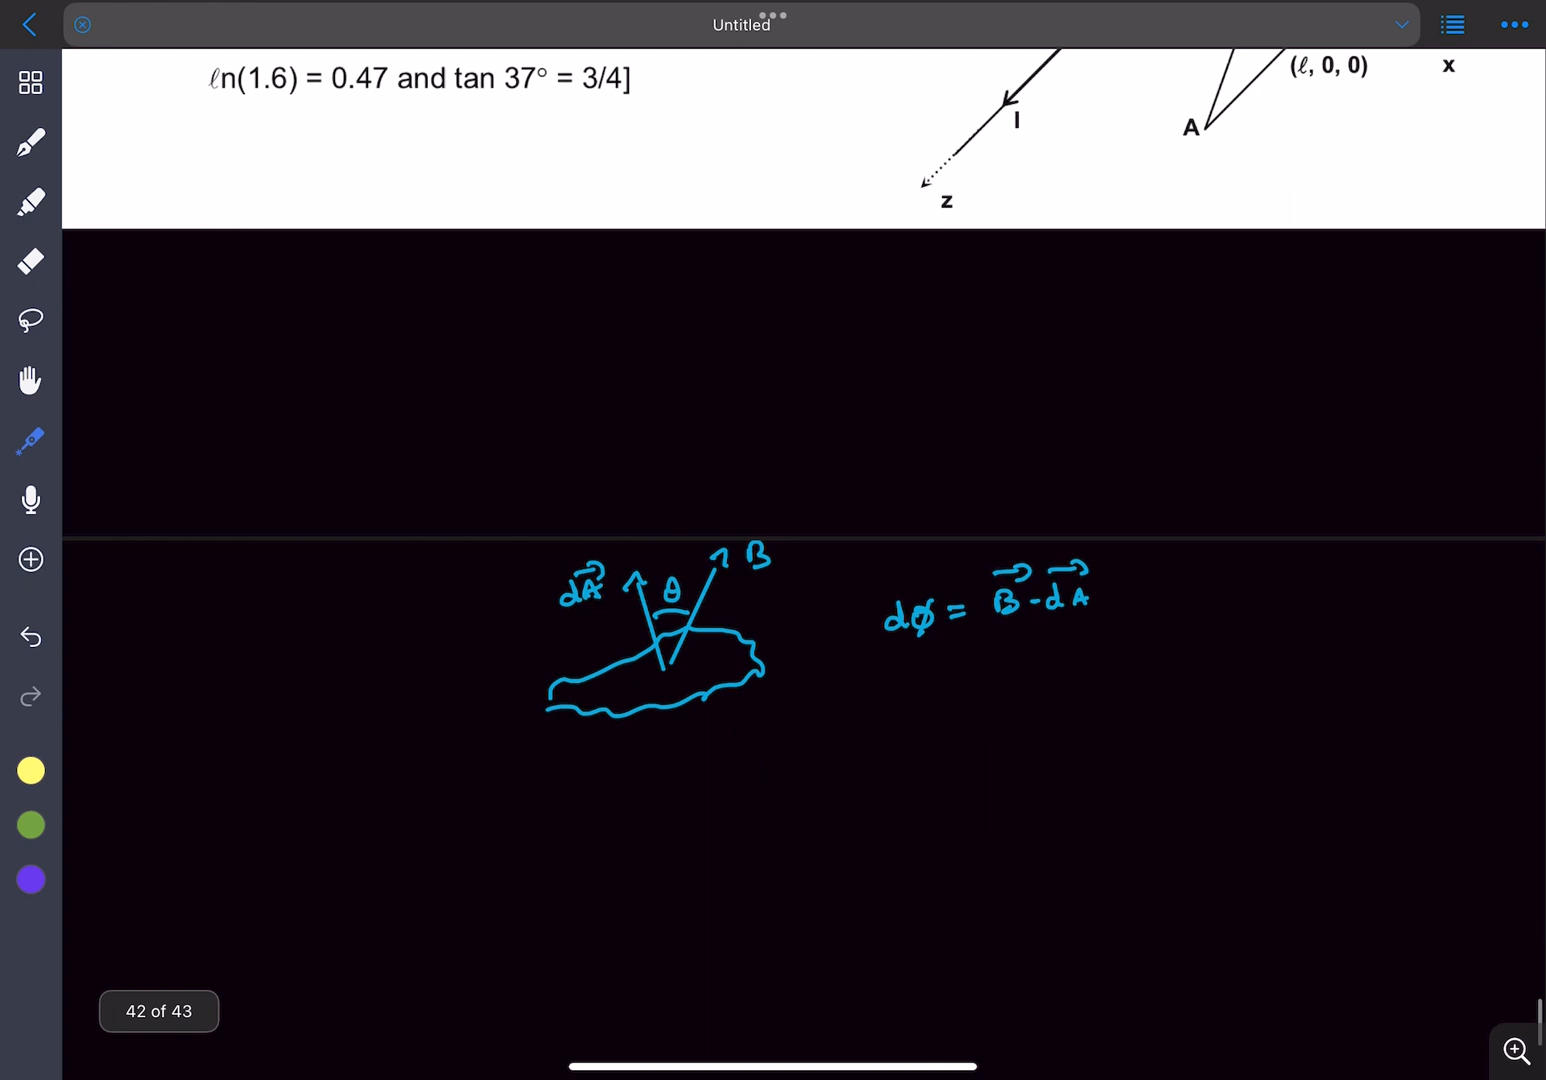 Untitled
ℓn(1.6) = 0.47 and tan 37° = 3/4]
(ℓ, 0, 0)
x
I
A
z
dA⃗
θ
B
dφ = B⃗ - dA⃗
42 of 43